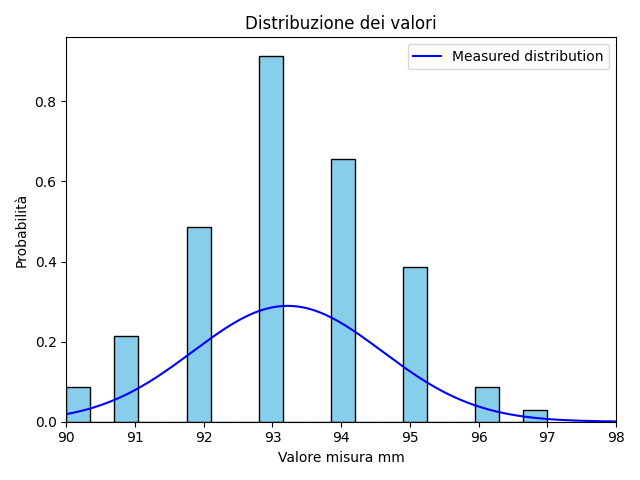 Distribuzione dei valori
Measured distribution
Probabilità
0.8
0.6
0.4
0.2
0.0
90 91 92 93 94 95 96 97 98
Valore misura mm